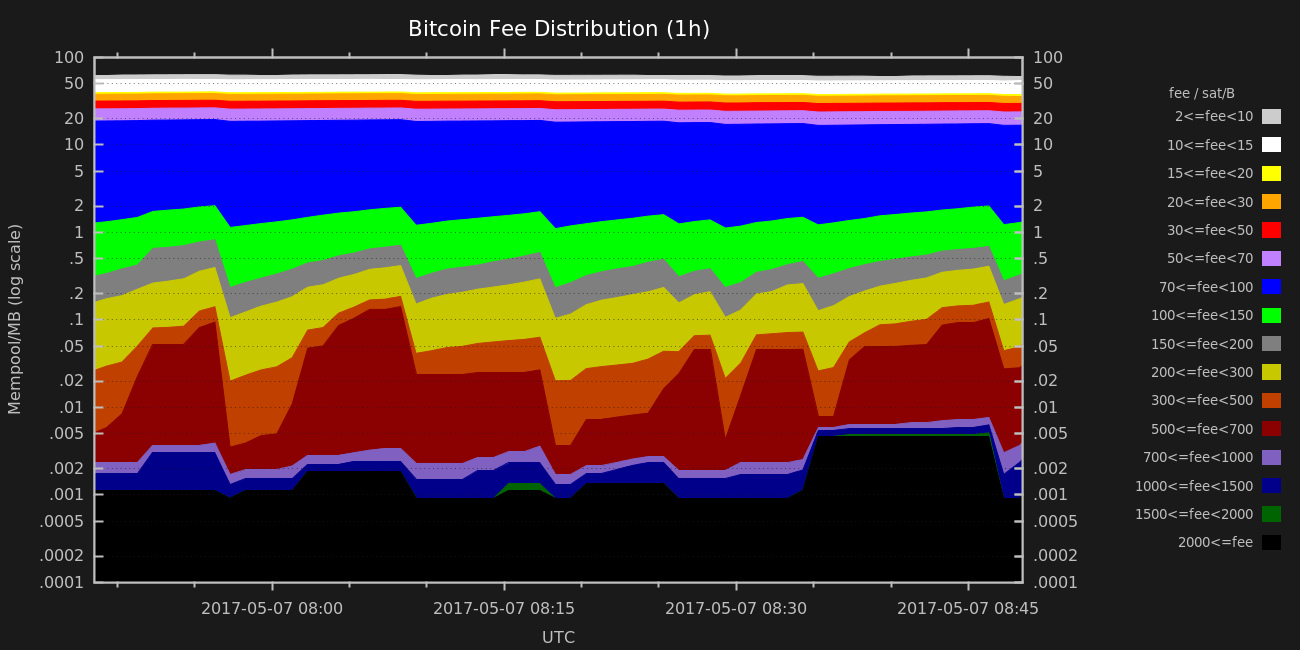 Bitcoin Fee Distribution (1h)
Mempool/MB (log scale)
100
50
20
10
5
2
1
.5
.2
.1
.05
.02
.01
.005
.002
.001
.0005
.0002
.0001
100
50
20
10
5
2
1
.5
.2
.1
.05
.02
.01
.005
.002
.001
.0005
.0002
.0001
2017-05-07 08:00
2017-05-07 08:15
2017-05-07 08:30
2017-05-07 08:45
UTC
fee / sat/B
2<=fee<10
10<=fee<15
15<=fee<20
20<=fee<30
30<=fee<50
50<=fee<70
70<=fee<100
100<=fee<150
150<=fee<200
200<=fee<300
300<=fee<500
500<=fee<700
700<=fee<1000
1000<=fee<1500
1500<=fee<2000
2000<=fee